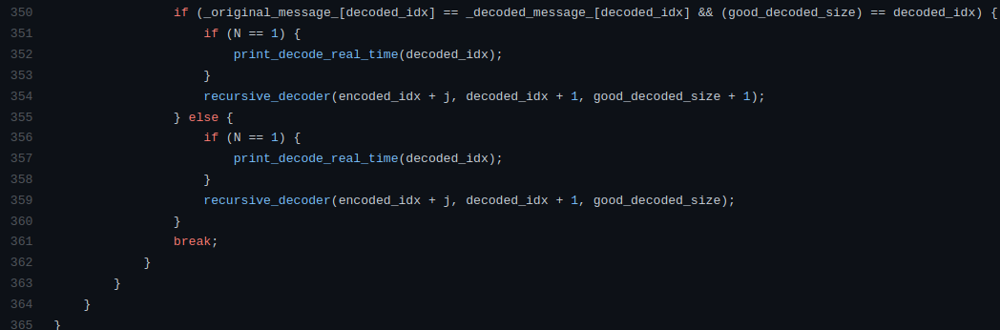 350 if (_original_message_[decoded_idx] == _decoded_message_[decoded_idx] && (good_decoded_size) == decoded_idx) {
351 if (N == 1) {
352 print_decode_real_time(decoded_idx);
353 }
354 recursive_decoder(encoded_idx + j, decoded_idx + 1, good_decoded_size + 1);
355 } else {
356 if (N == 1) {
357 print_decode_real_time(decoded_idx);
358 }
359 recursive_decoder(encoded_idx + j, decoded_idx + 1, good_decoded_size);
360 }
361 break;
362 }
363 }
364 }
365 }